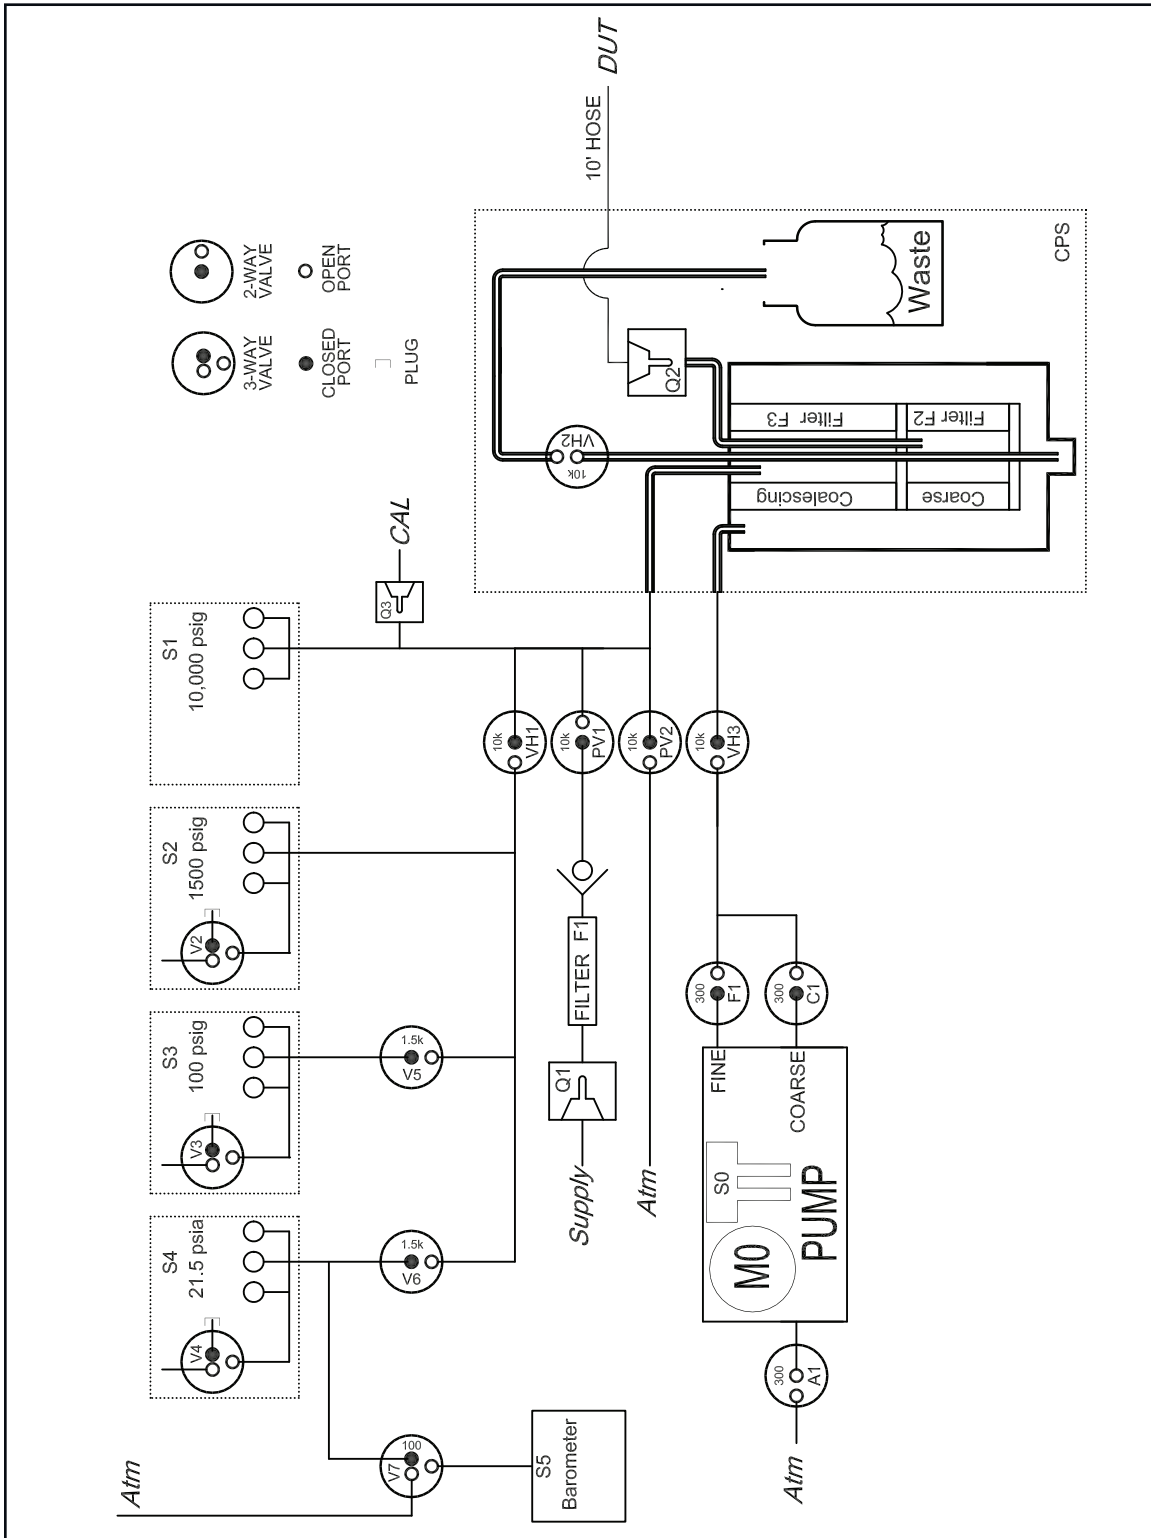 DUT
10' HOSE
2-WAY
VALVE
OPEN
PORT
3-WAY
VALVE
CLOSED
PORT
PLUG
CPS
Waste
Q2
Filter F3
Filter F2
Coalescing
Coarse
VH2
10k
CAL
Q3
S1
10,000 psig
S2
1500 psig
V2
S3
100 psig
V3
S4
21.5 psia
V4
10k
VH1
10k
PV1
10k
PV2
10k
VH3
1.5k
V5
1.5k
V6
100
V7
Atm
S5
Barometer
FILTER F1
Q1
Supply
Atm
300
F1
300
C1
FINE
COARSE
S0
M0
PUMP
300
A1
Atm